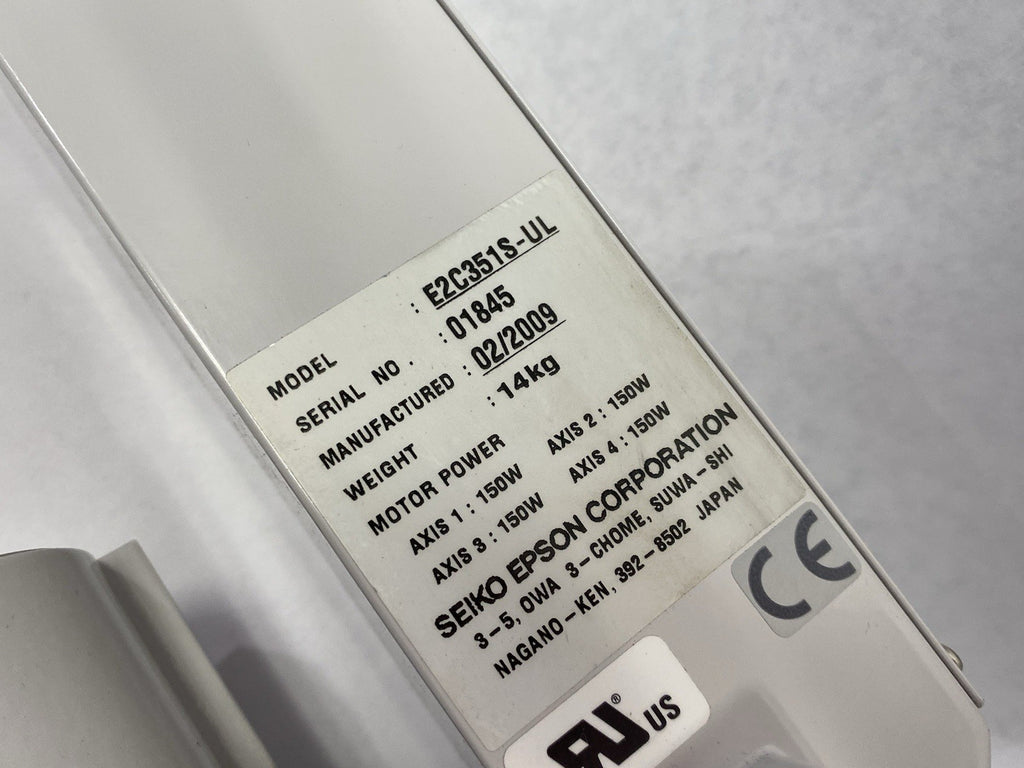 MODEL : E2C351S-UL
SERIAL NO. : 01845
MANUFACTURED : 02/2009
WEIGHT : 14kg
MOTOR POWER
AXIS 1 : 150W AXIS 2 : 150W
AXIS 3 : 150W AXIS 4 : 150W
SEIKO EPSON CORPORATION
3-5, OWA 3-CHOME, SUWA-SHI
NAGANO-KEN, 392-8502 JAPAN
CE
RU® US